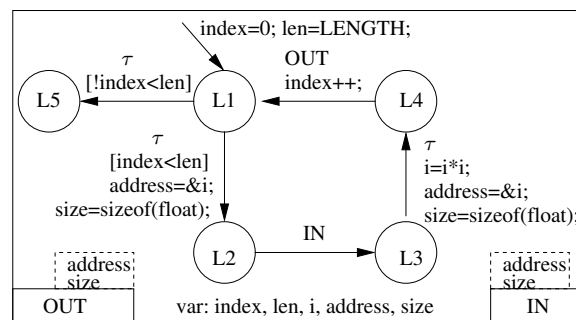 index=0; len=LENGTH;
τ
[!index<len]
OUT
index++;
L5
L1
L4
τ
[index<len]
address=&i;
size=sizeof(float);
τ
i=i*i;
address=&i;
size=sizeof(float);
L2
IN
L3
address
size
OUT
var: index, len, i, address, size
address
size
IN